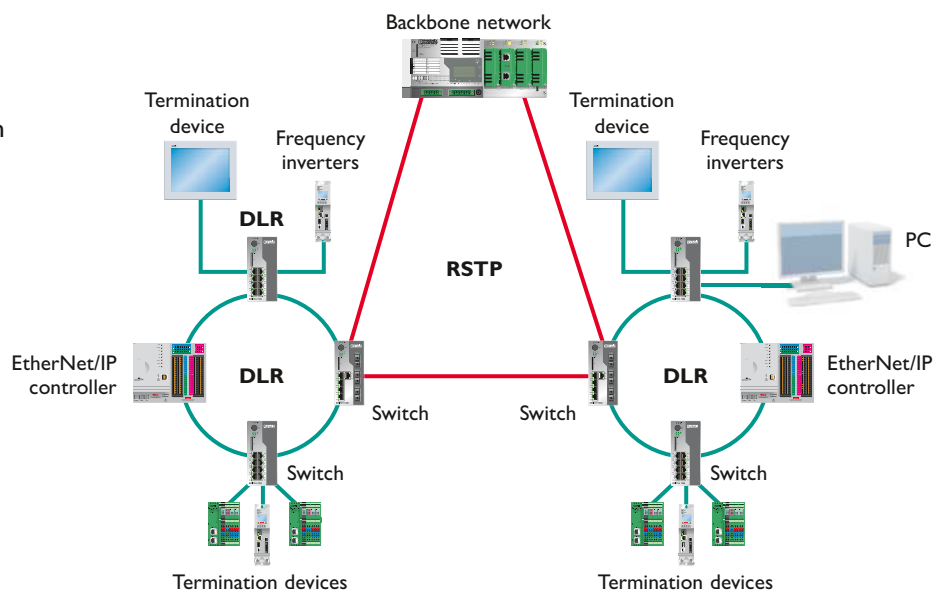 Backbone network
Termination
device
Frequency
inverters
DLR
Termination
device
Frequency
inverters
PC
RSTP
EtherNet/IP
controller
DLR
Switch
Switch
DLR
EtherNet/IP
controller
Switch
Switch
Termination devices
Termination devices